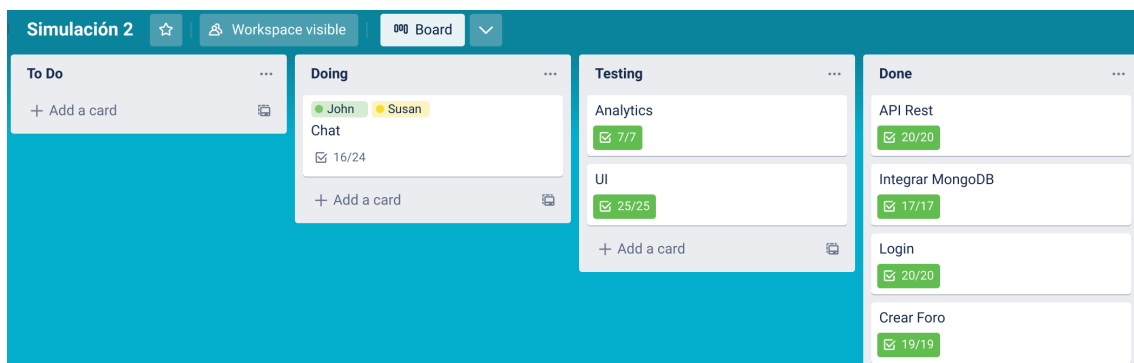 Simulación 2
Workspace visible
Board
To Do
+ Add a card
Doing
John Susan
Chat
16/24
+ Add a card
Testing
Analytics
7/7
UI
25/25
+ Add a card
Done
API Rest
20/20
Integrar MongoDB
17/17
Login
20/20
Crear Foro
19/19